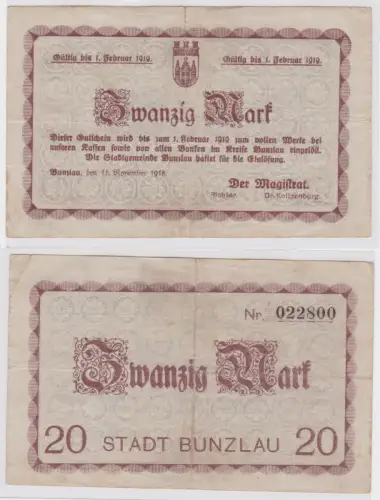 Gültig bis 1. Februar 1919.
Gültig bis 1. Februar 1919.
Zwanzig Mark
Dieser Gutschein wird bis zum 1. Februar 1919 zum vollen Werte bei
unseren Kassen sowie von allen Banken im Kreise Bunzlau eingelöst.
Die Stadtgemeinde Bunzlau haftet für die Einlösung.
Bunzlau, den 11. November 1918.
Der Magistrat.
Nr. 022800
Zwanzig Mark
20 STADT BUNZLAU 20